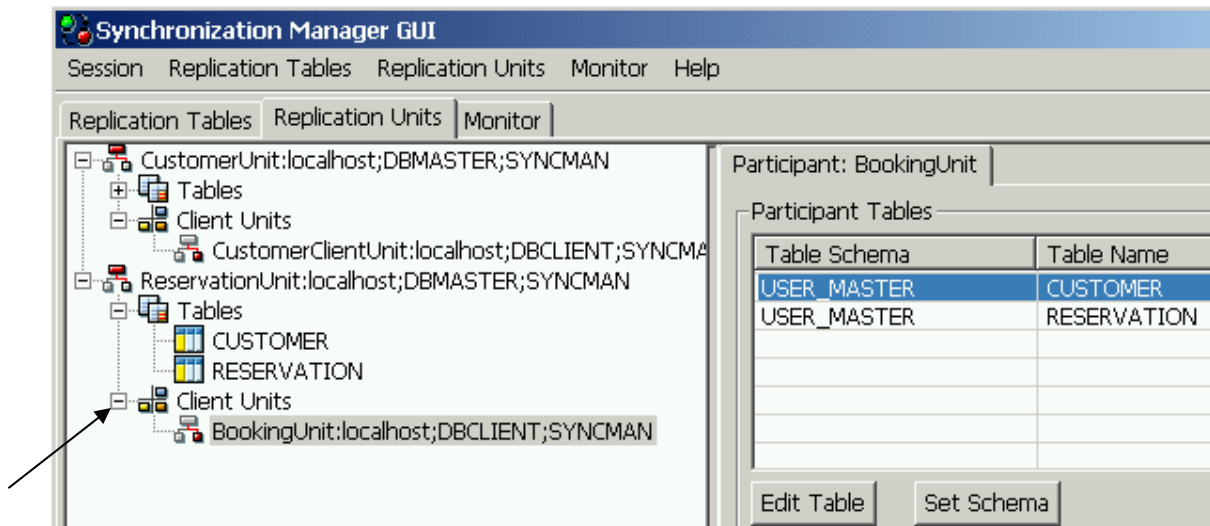 Synchronization Manager GUI
Session Replication Tables Replication Units Monitor Help
Replication Tables Replication Units Monitor
CustomerUnit:localhost;DBMASTER;SYNCMAN
Tables
Client Units
CustomerClientUnit:localhost;DBCLIENT;SYNCMA
ReservationUnit:localhost;DBMASTER;SYNCMAN
Tables
CUSTOMER
RESERVATION
Client Units
BookingUnit:localhost;DBCLIENT;SYNCMAN
Participant: BookingUnit
Participant Tables
Table Schema Table Name
USER_MASTER CUSTOMER
USER_MASTER RESERVATION
Edit Table Set Schema